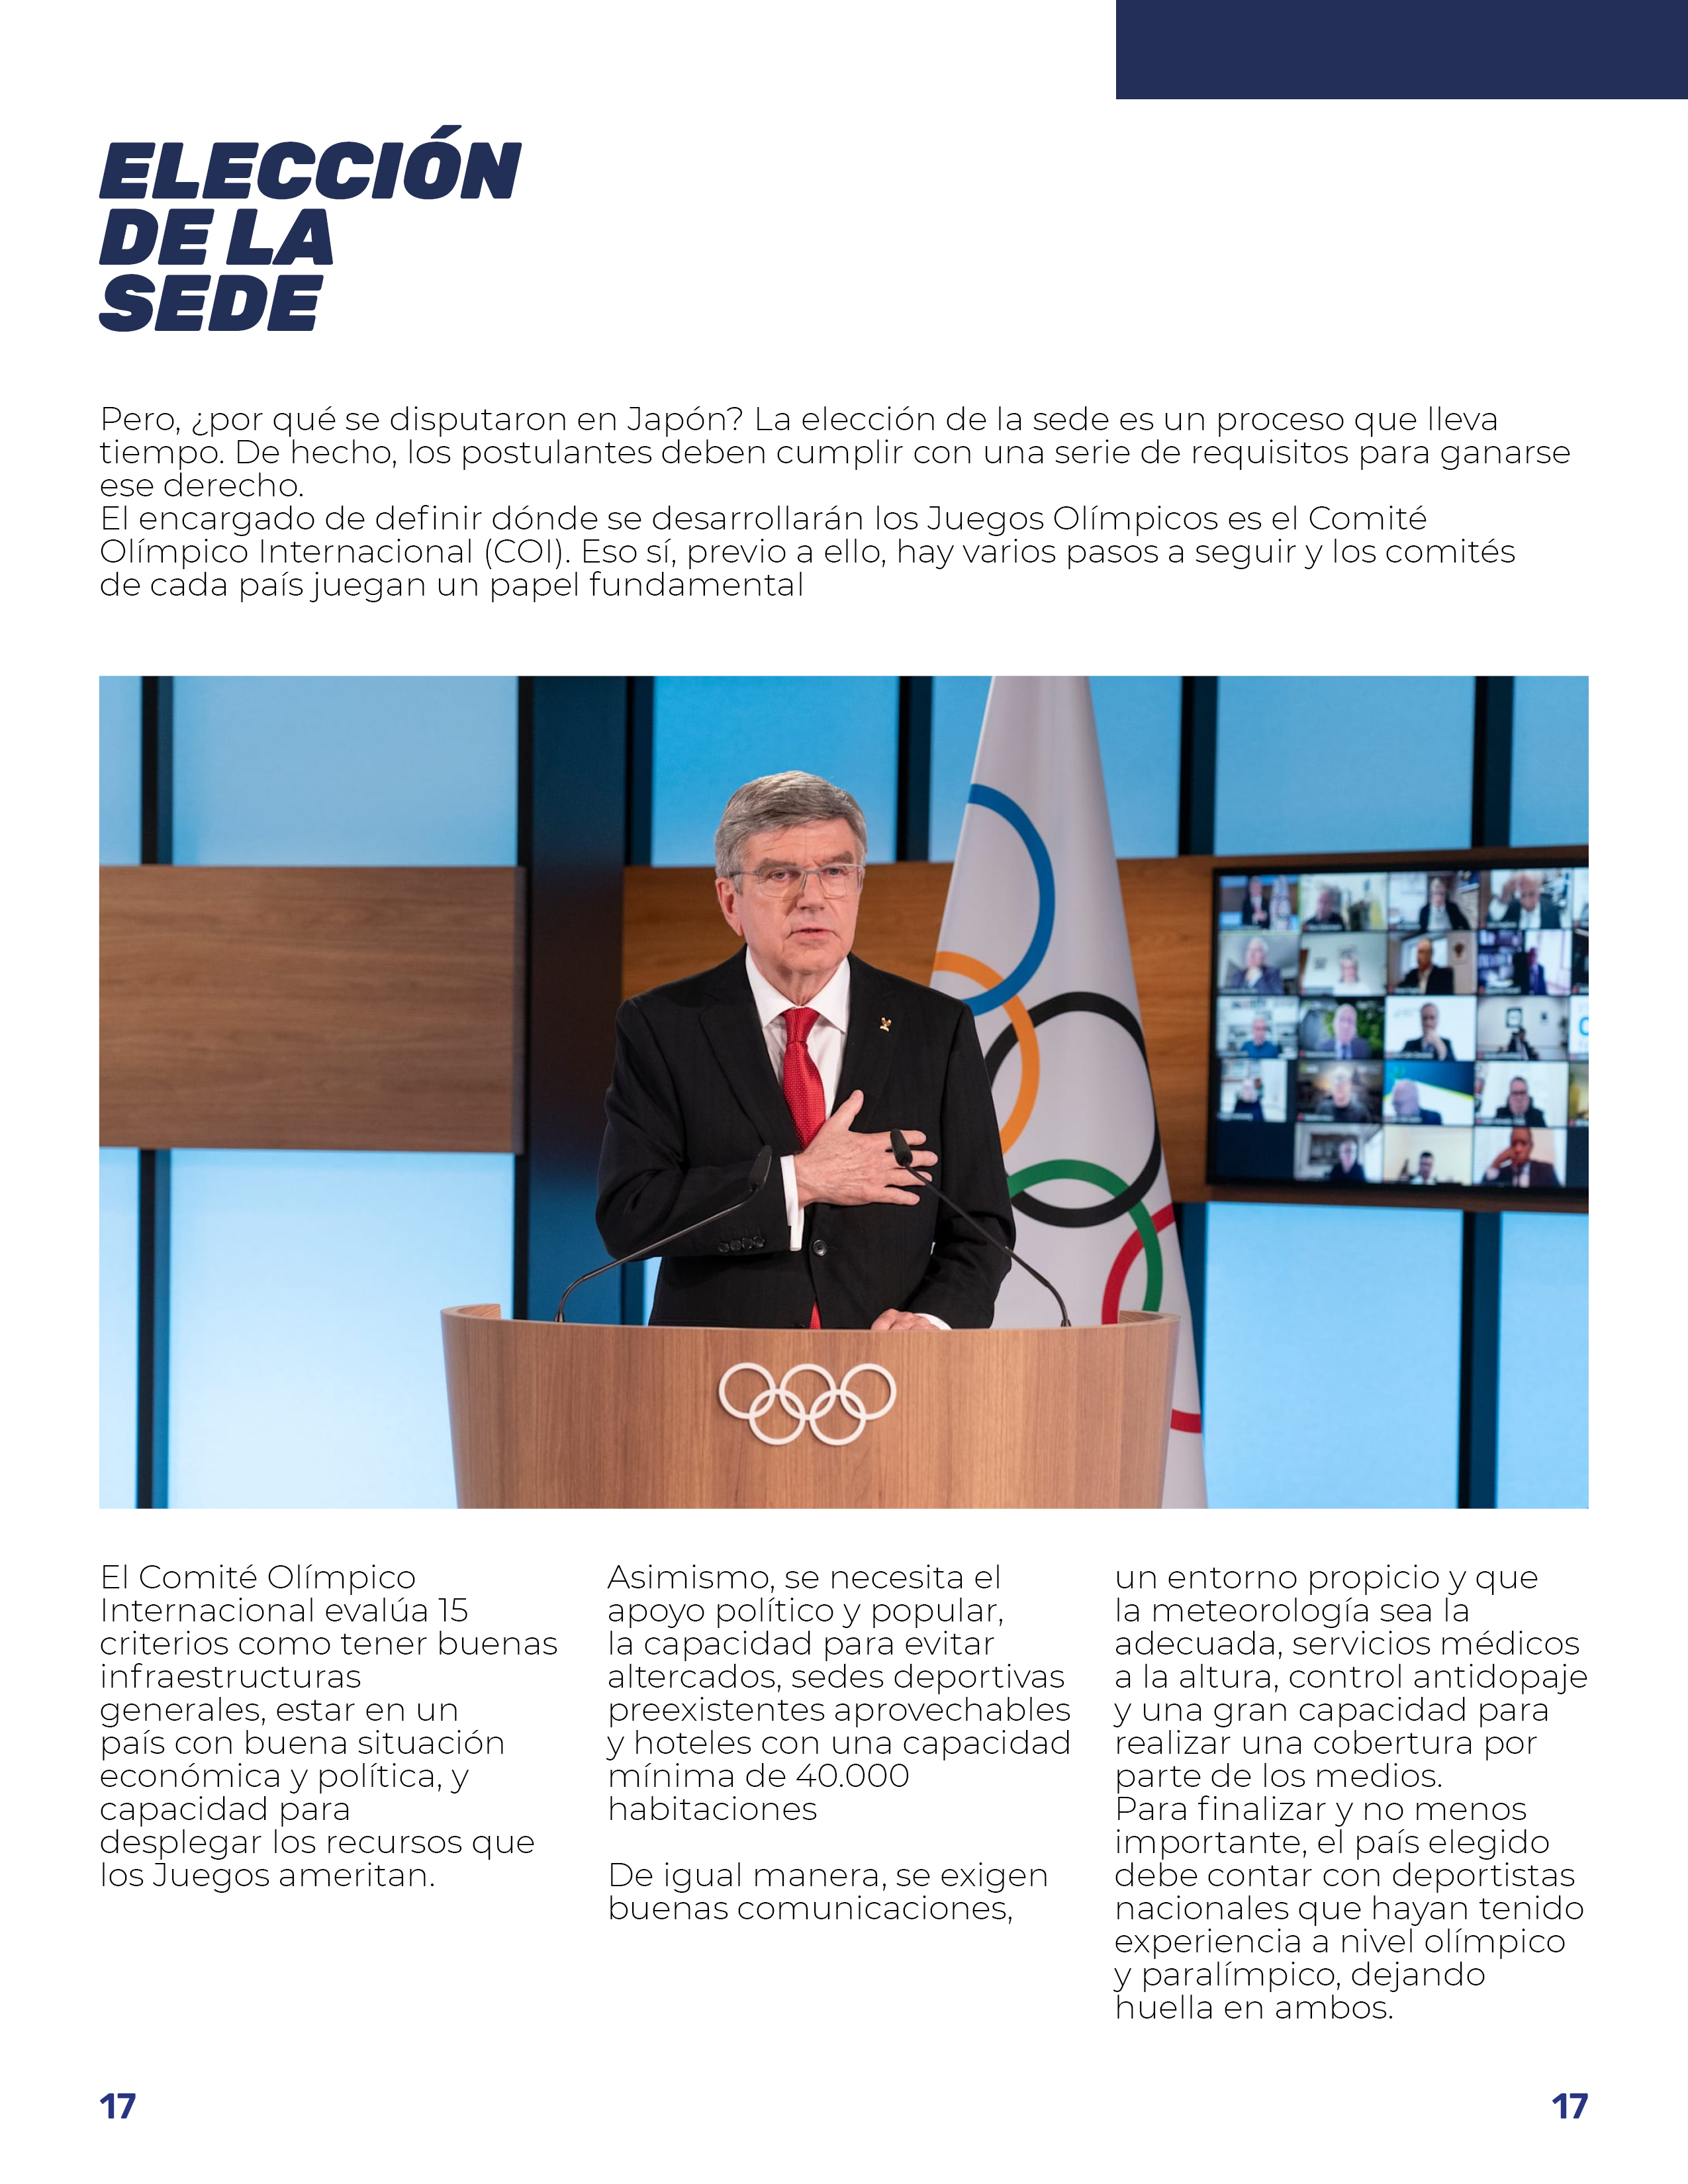 ELECCIÓN
DE LA
SEDE
Pero, ¿por qué se disputaron en Japón? La elección de la sede es un proceso que lleva
tiempo. De hecho, los postulantes deben cumplir con una serie de requisitos para ganarse
ese derecho.
El encargado de definir dónde se desarrollarán los Juegos Olímpicos es el Comité
Olímpico Internacional (COI). Eso sí, previo a ello, hay varios pasos a seguir y los comités
de cada país juegan un papel fundamental
El Comité Olímpico
Internacional evalúa 15
criterios como tener buenas
infraestructuras
generales, estar en un
país con buena situación
económica y política, y
capacidad para
desplegar los recursos que
los Juegos ameritan.
Asimismo, se necesita el
apoyo político y popular,
la capacidad para evitar
altercados, sedes deportivas
preexistentes aprovechables
y hoteles con una capacidad
mínima de 40.000
habitaciones
De igual manera, se exigen
buenas comunicaciones,
un entorno propicio y que
la meteorología sea la
adecuada, servicios médicos
a la altura, control antidopaje
y una gran capacidad para
realizar una cobertura por
parte de los medios.
Para finalizar y no menos
importante, el país elegido
debe contar con deportistas
nacionales que hayan tenido
experiencia a nivel olímpico
y paralímpico, dejando
huella en ambos.
17
17